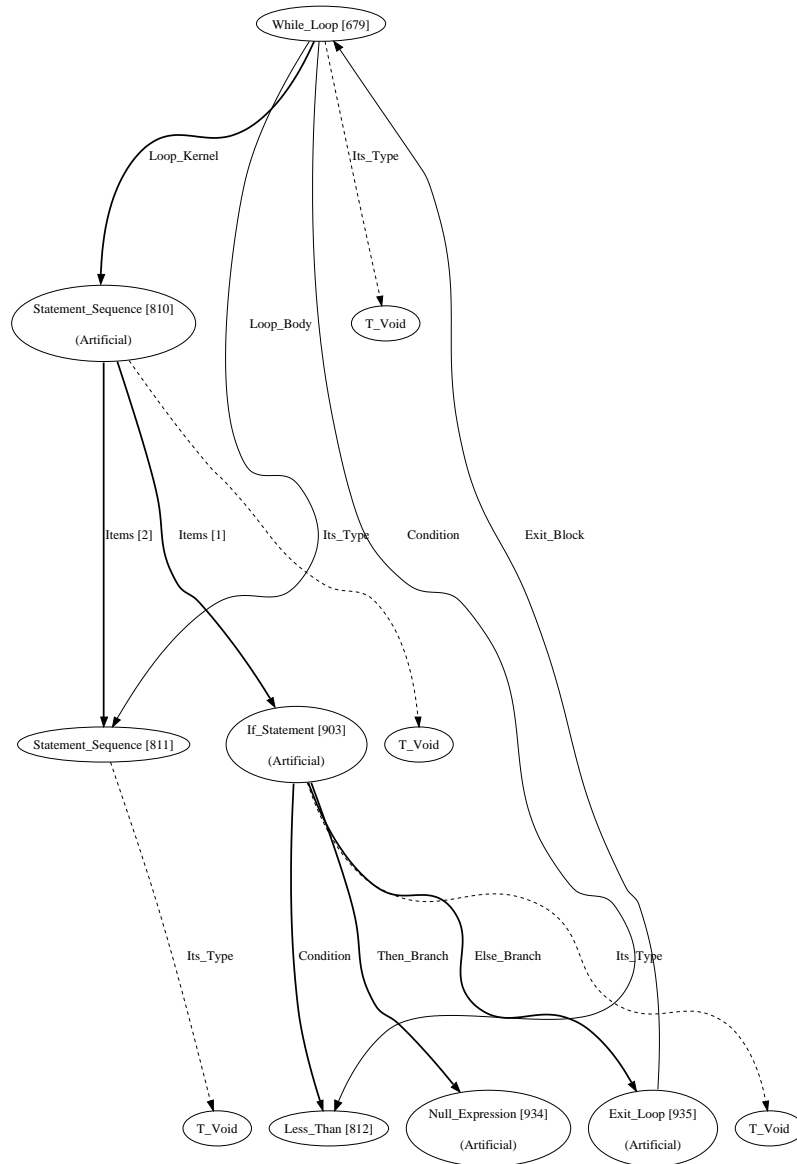 While_Loop [679]
Loop_Kernel
Its_Type
Statement_Sequence [810]
(Artificial)
Loop_Body
T_Void
Items [2]
Items [1]
Its_Type
Condition
Exit_Block
Statement_Sequence [811]
If_Statement [903]
(Artificial)
T_Void
Its_Type
Condition
Then_Branch
Else_Branch
Its_Type
T_Void
Less_Than [812]
Null_Expression [934]
(Artificial)
Exit_Loop [935]
(Artificial)
T_Void